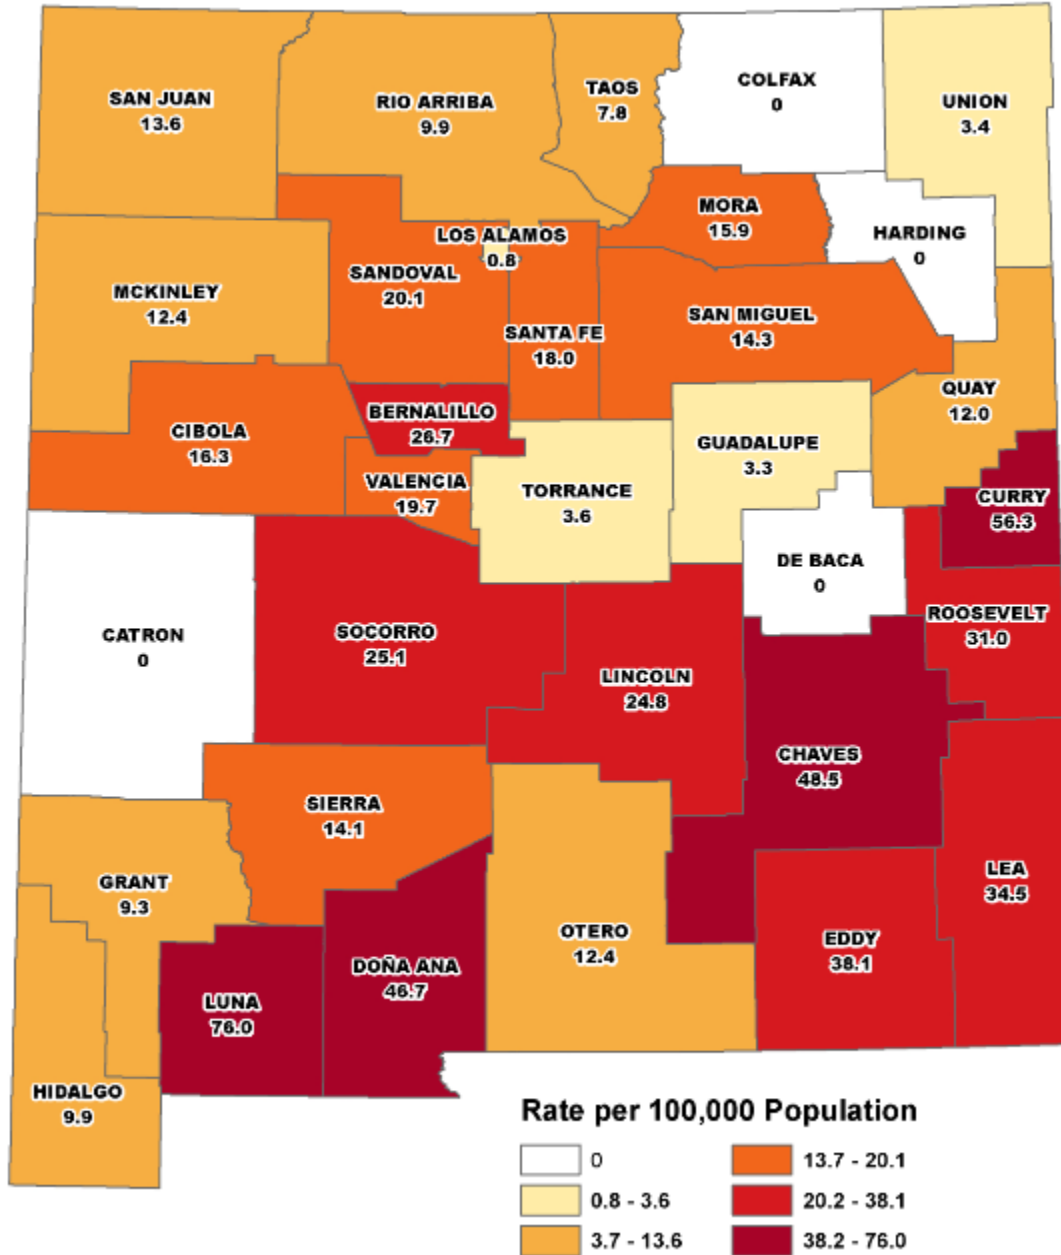 SAN JUAN
13.6
RIO ARRIBA
9.9
TAOS
7.8
COLFAX
0
UNION
3.4
MORA
15.9
HARDING
0
LOS ALAMOS
0.8
SANDOVAL
20.1
MCKINLEY
12.4
SANTA FE
18.0
SAN MIGUEL
14.3
QUAY
12.0
BERNALILLO
26.7
CIBOLA
16.3
GUADALUPE
3.3
VALENCIA
19.7
TORRANCE
3.6
CURRY
56.3
DE BACA
0
ROOSEVELT
31.0
CATRON
0
SOCORRO
25.1
LINCOLN
24.8
CHAVES
48.5
SIERRA
14.1
LEA
34.5
GRANT
9.3
OTERO
12.4
EDDY
38.1
DOÑA ANA
46.7
LUNA
76.0
HIDALGO
9.9
Rate per 100,000 Population
0
13.7 - 20.1
0.8 - 3.6
20.2 - 38.1
3.7 - 13.6
38.2 - 76.0